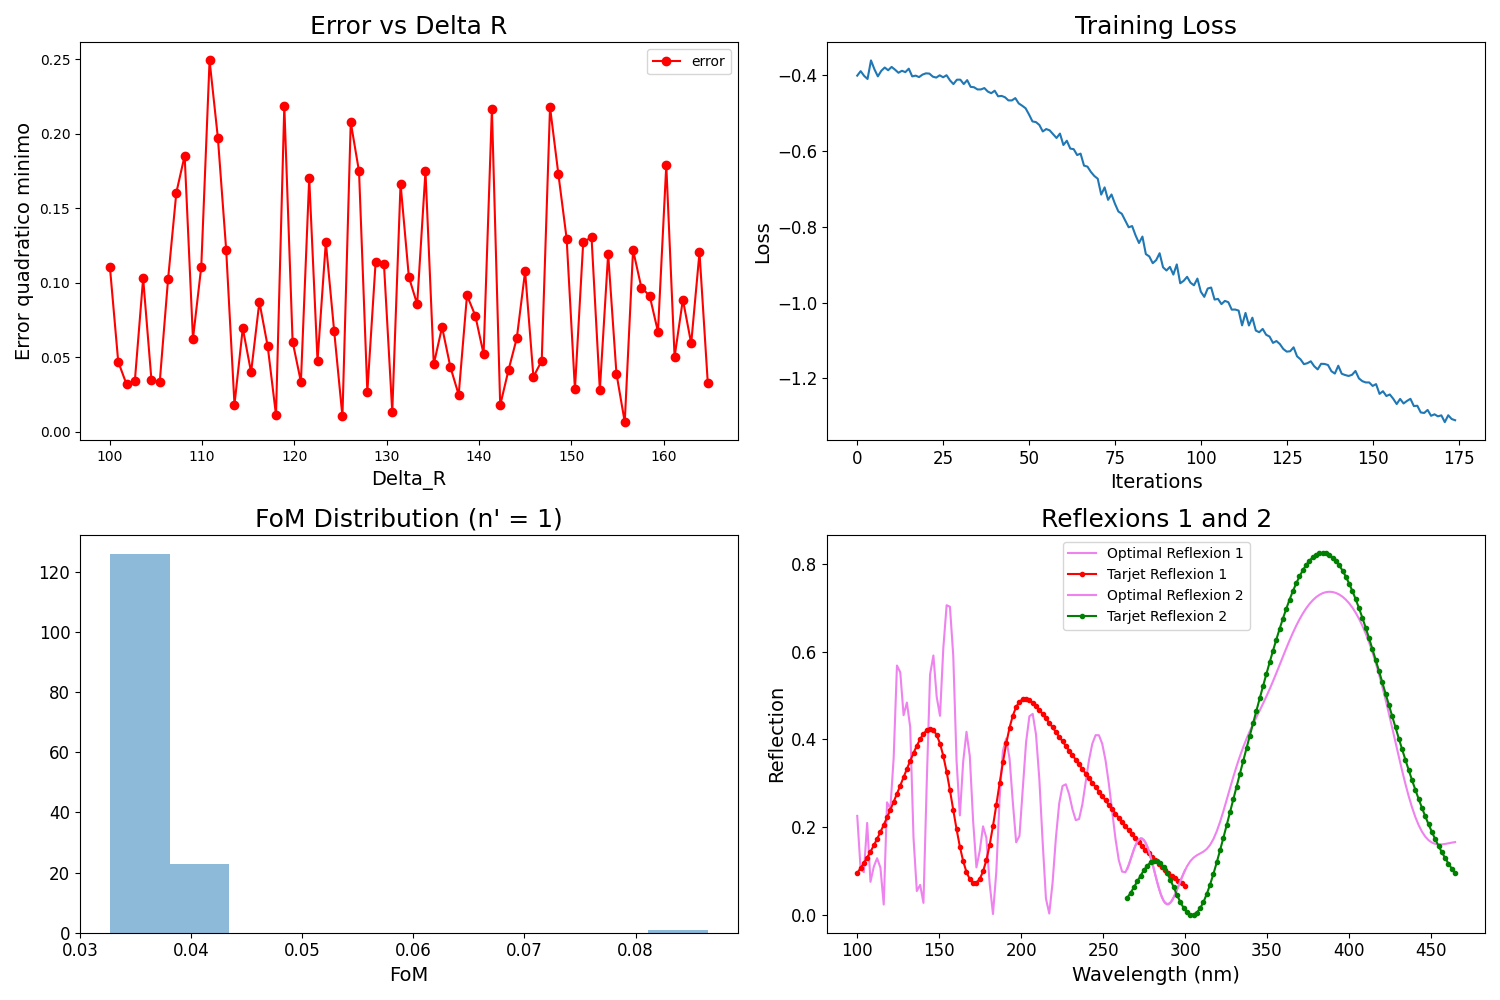 Error vs Delta R
error
Error quadratico minimo
0.25
0.20
0.15
0.10
0.05
0.00
100 110 120 130 140 150 160
Delta_R
Training Loss
Loss
−0.4
−0.6
−0.8
−1.0
−1.2
0 25 50 75 100 125 150 175
Iterations
FoM Distribution (n' = 1)
120
100
80
60
40
20
0
0.03 0.04 0.05 0.06 0.07 0.08
FoM
Reflexions 1 and 2
Optimal Reflexion 1
Tarjet Reflexion 1
Optimal Reflexion 2
Tarjet Reflexion 2
Reflection
0.8
0.6
0.4
0.2
0.0
100 150 200 250 300 350 400 450
Wavelength (nm)